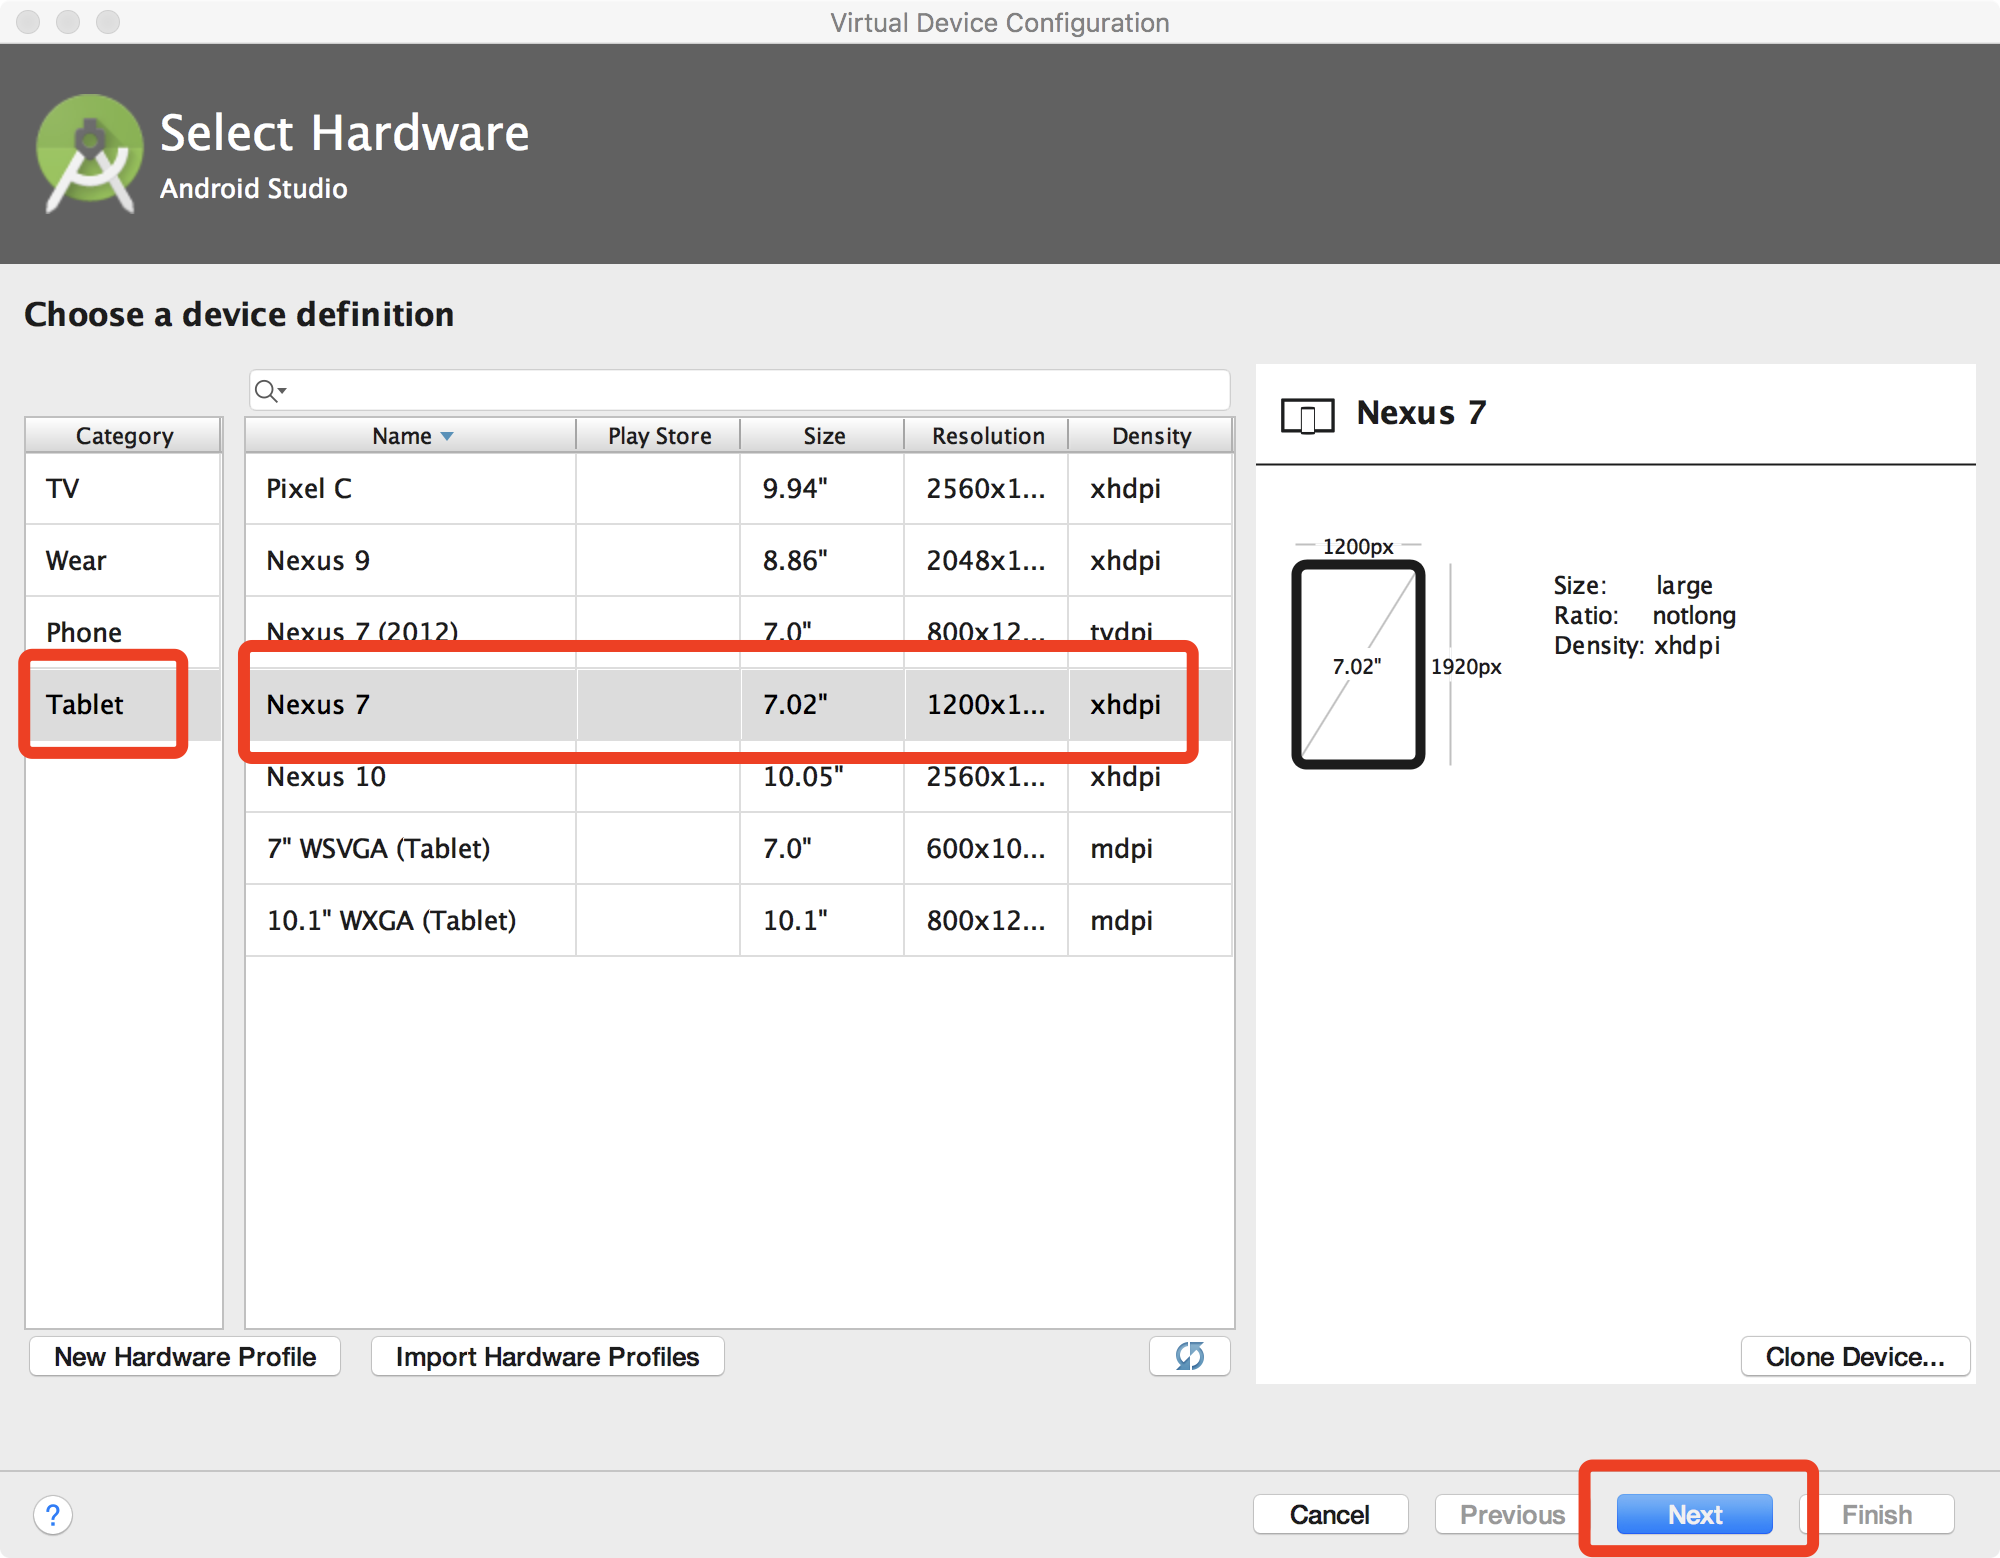 Virtual Device Configuration
Select Hardware
Android Studio
Choose a device definition
Category
TV
Wear
Phone
Tablet
Name Play Store Size Resolution Density
Pixel C 9.94" 2560x1... xhdpi
Nexus 9 8.86" 2048x1... xhdpi
Nexus 7 (2012) 7.0" 800x12... tvdpi
Nexus 7 7.02" 1200x1... xhdpi
Nexus 10 10.05" 2560x1... xhdpi
7" WSVGA (Tablet) 7.0" 600x10... mdpi
10.1" WXGA (Tablet) 10.1" 800x12... mdpi
Nexus 7
1200px
7.02"
1920px
Size: large
Ratio: notlong
Density: xhdpi
New Hardware Profile Import Hardware Profiles
Clone Device...
? Cancel Previous Next Finish